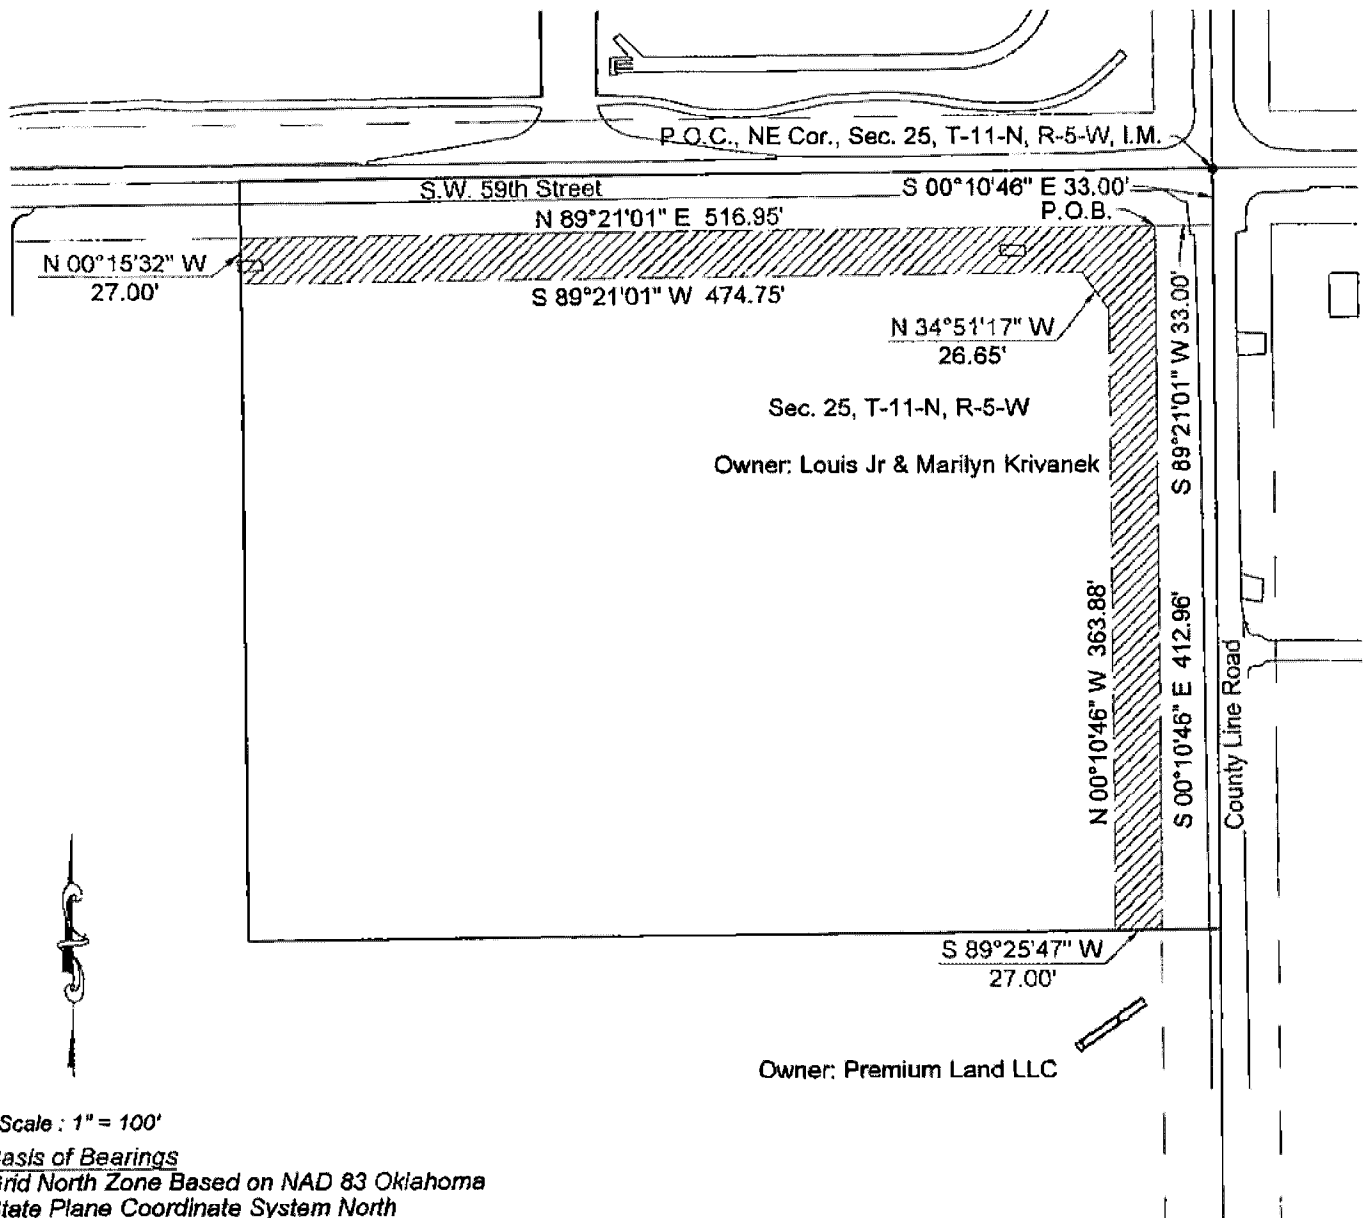 P.O.C., NE Cor., Sec. 25, T-11-N, R-5-W, I.M.
S.W. 59th Street
S 00°10'46" E 33.00'
P.O.B.
N 89°21'01" E 516.95'
N 00°15'32" W
27.00'
S 89°21'01" W 474.75'
N 34°51'17" W
26.65'
S 89°21'01" W 33.00'
Sec. 25, T-11-N, R-5-W
Owner: Louis Jr & Marilyn Krivanek
N 00°10'46" W 363.88'
S 00°10'46" E 412.96'
County Line Road
S 89°25'47" W
27.00'
Owner: Premium Land LLC
Scale : 1" = 100'
asis of Bearings
rid North Zone Based on NAD 83 Oklahoma
tate Plane Coordinate System North